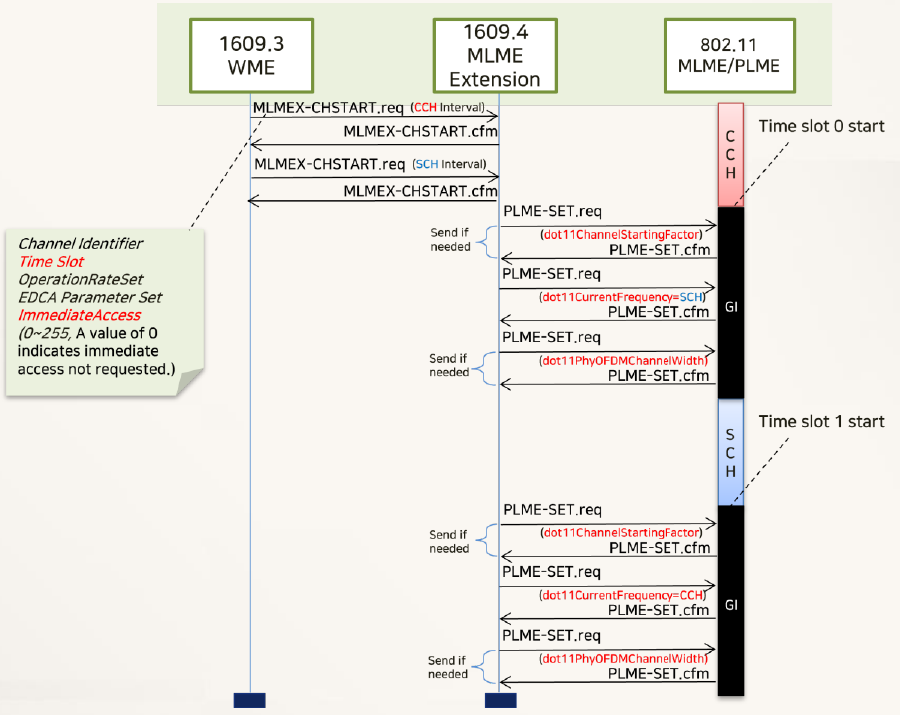 1609.3
WME
1609.4
MLME
Extension
802.11
MLME/PLME
MLMEX-CHSTART.req (CCH Interval)
MLMEX-CHSTART.cfm
MLMEX-CHSTART.req (SCH Interval)
MLMEX-CHSTART.cfm
C
C
H
Time slot 0 start
Channel Identifier
Time Slot
OperationRateSet
EDCA Parameter Set
ImmediateAccess
(0~255, A value of 0
indicates immediate
access not requested.)
PLME-SET.req
Send if
needed
(dot11ChannelStartingFactor)
PLME-SET.cfm
PLME-SET.req
(dot11CurrentFrequency=SCH)
PLME-SET.cfm
GI
PLME-SET.req
Send if
needed
(dot11PhyOFDMChannelWidth)
PLME-SET.cfm
S
C
H
Time slot 1 start
PLME-SET.req
Send if
needed
(dot11ChannelStartingFactor)
PLME-SET.cfm
PLME-SET.req
(dot11CurrentFrequency=CCH)
PLME-SET.cfm
GI
PLME-SET.req
Send if
needed
(dot11PhyOFDMChannelWidth)
PLME-SET.cfm